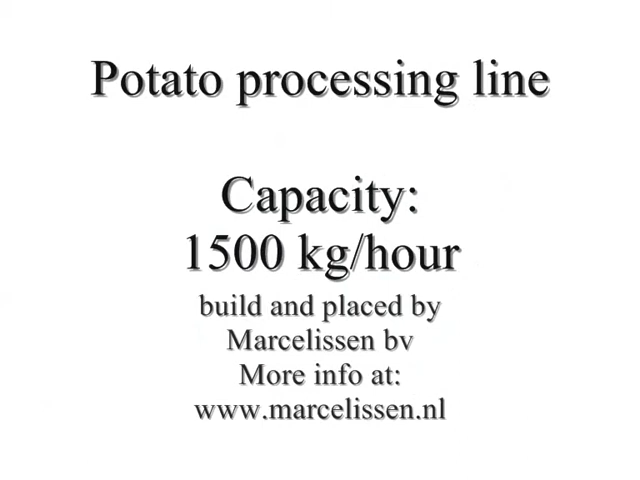 Potato processing line
Capacity:
1500 kg/hour
build and placed by
Marcelissen bv
More info at:
www.marcelissen.nl